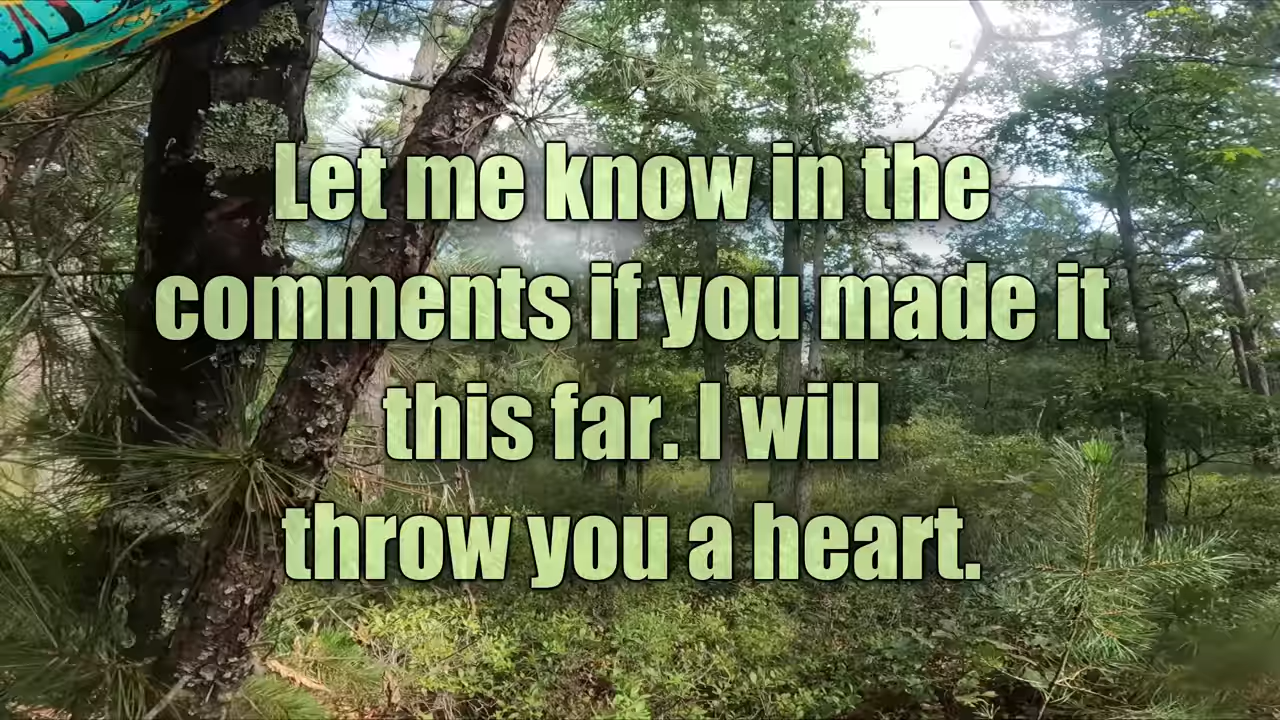 Let me know in the
comments if you made it
this far. I will
throw you a heart.